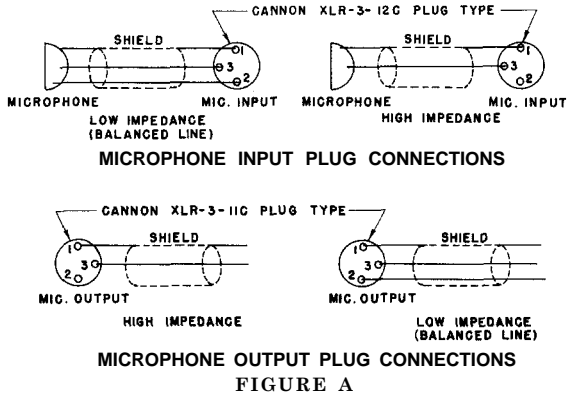 CANNON XLR-3-12C PLUG TYPE
SHIELD
1
3
2
MICROPHONE
MIC. INPUT
LOW IMPEDANCE
(BALANCED LINE)
SHIELD
1
3
2
MICROPHONE
MIC. INPUT
HIGH IMPEDANCE
MICROPHONE INPUT PLUG CONNECTIONS
CANNON XLR-3-11C PLUG TYPE
1
3
2
SHIELD
MIC. OUTPUT
HIGH IMPEDANCE
1
3
2
SHIELD
MIC. OUTPUT
LOW IMPEDANCE
(BALANCED LINE)
MICROPHONE OUTPUT PLUG CONNECTIONS
FIGURE A